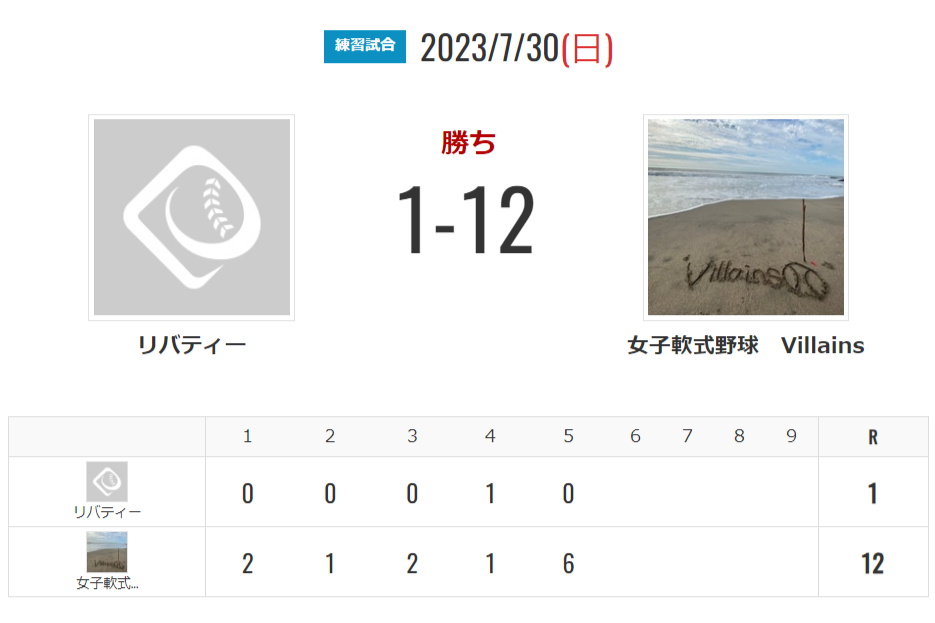 練習試合 2023/7/30(日)
勝ち
1-12
Villains
リバティー 女子軟式野球　Villains
1 2 3 4 5 6 7 8 9 R
リバティー 0 0 0 1 0 1
女子軟式... 2 1 2 1 6 12